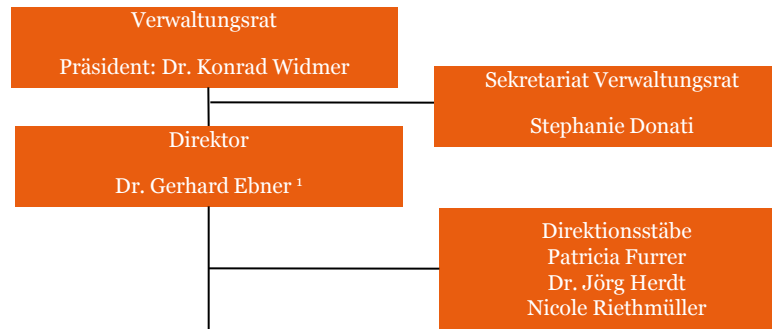 Verwaltungsrat
Präsident: Dr. Konrad Widmer
Sekretariat Verwaltungsrat
Stephanie Donati
Direktor
Dr. Gerhard Ebner ¹
Direktionsstäbe
Patricia Furrer
Dr. Jörg Herdt
Nicole Riethmüller